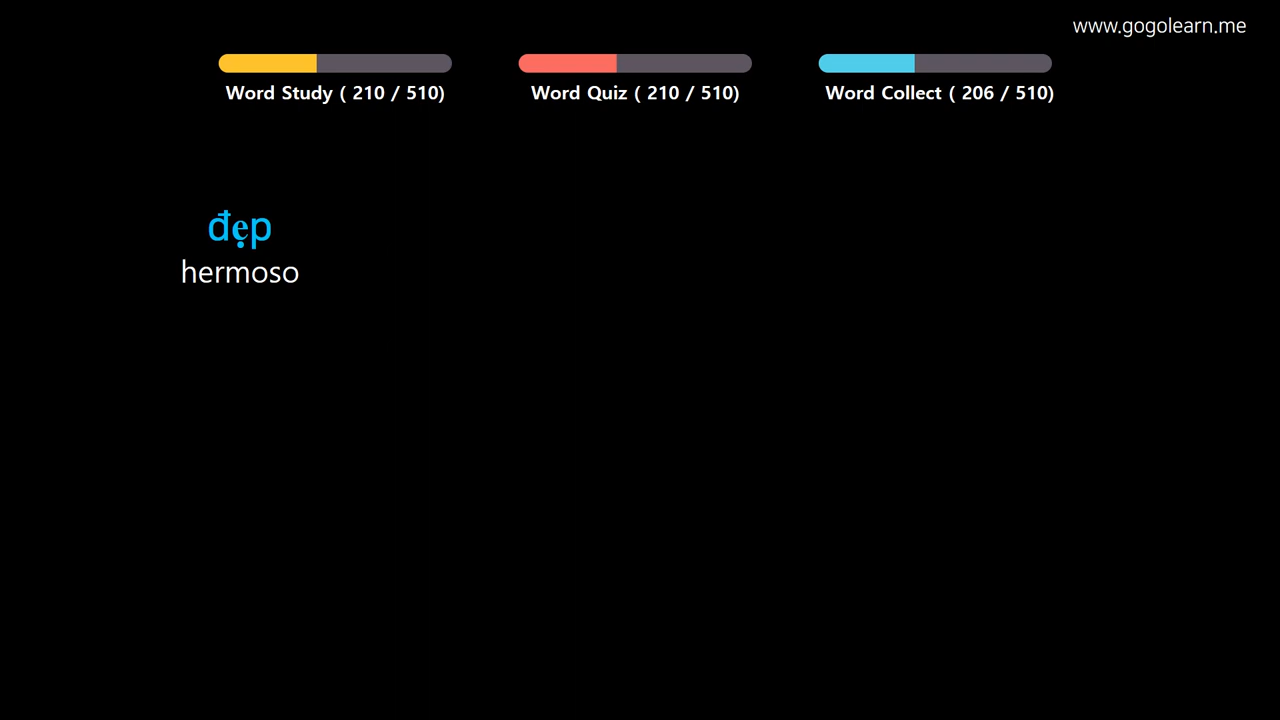 www.gogolearn.me
Word Study ( 210 / 510)
Word Quiz ( 210 / 510)
Word Collect ( 206 / 510)
đẹp
hermoso